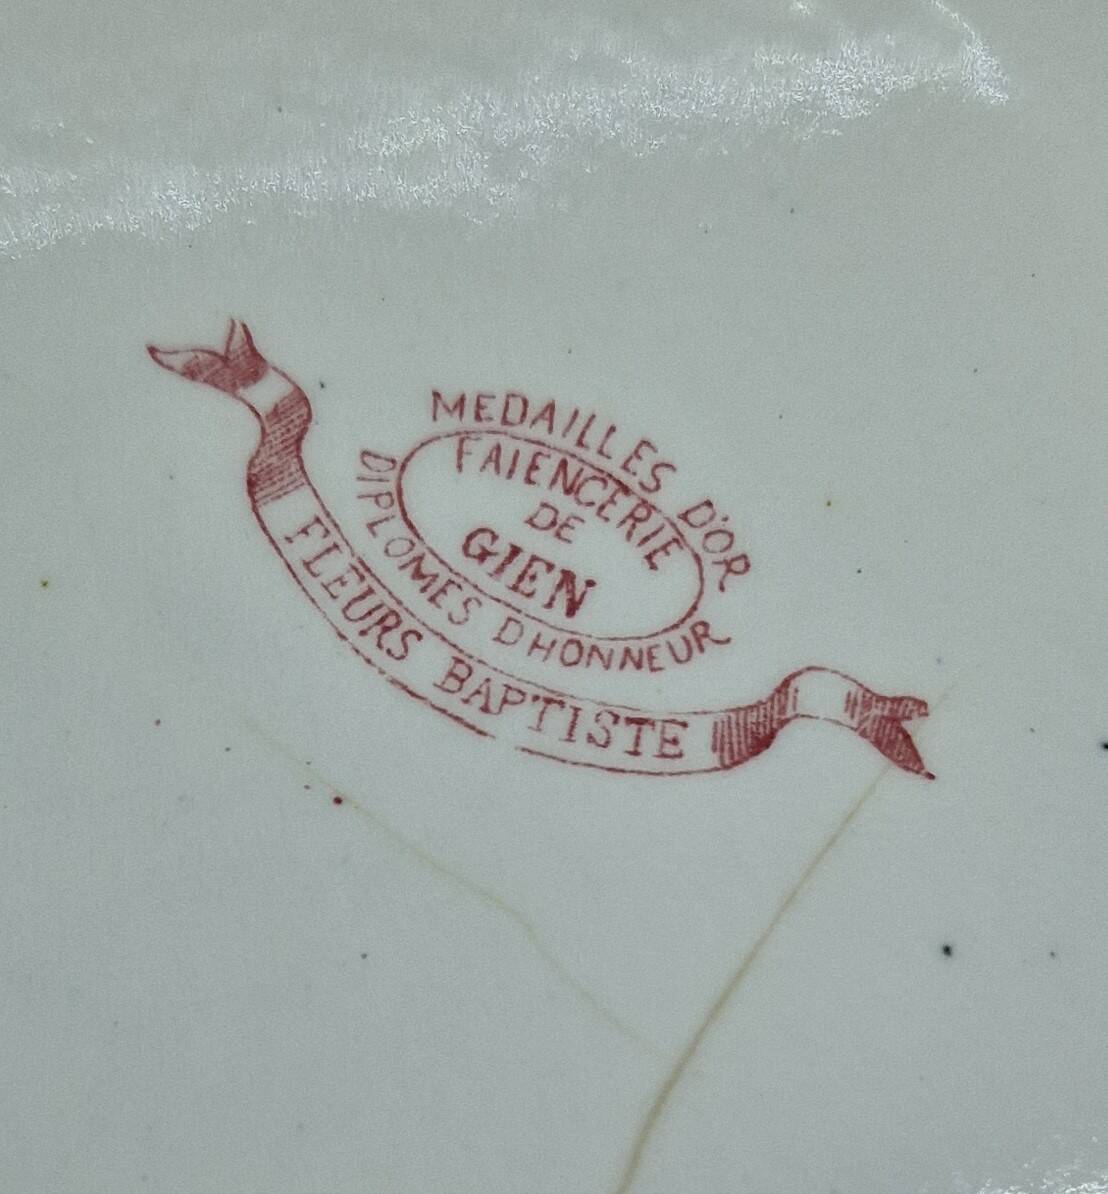 MEDAILLES D'OR
FAIENCERIE
DE
GIEN
DIPLOMES D'HONNEUR
FLEURS BAPTISTE